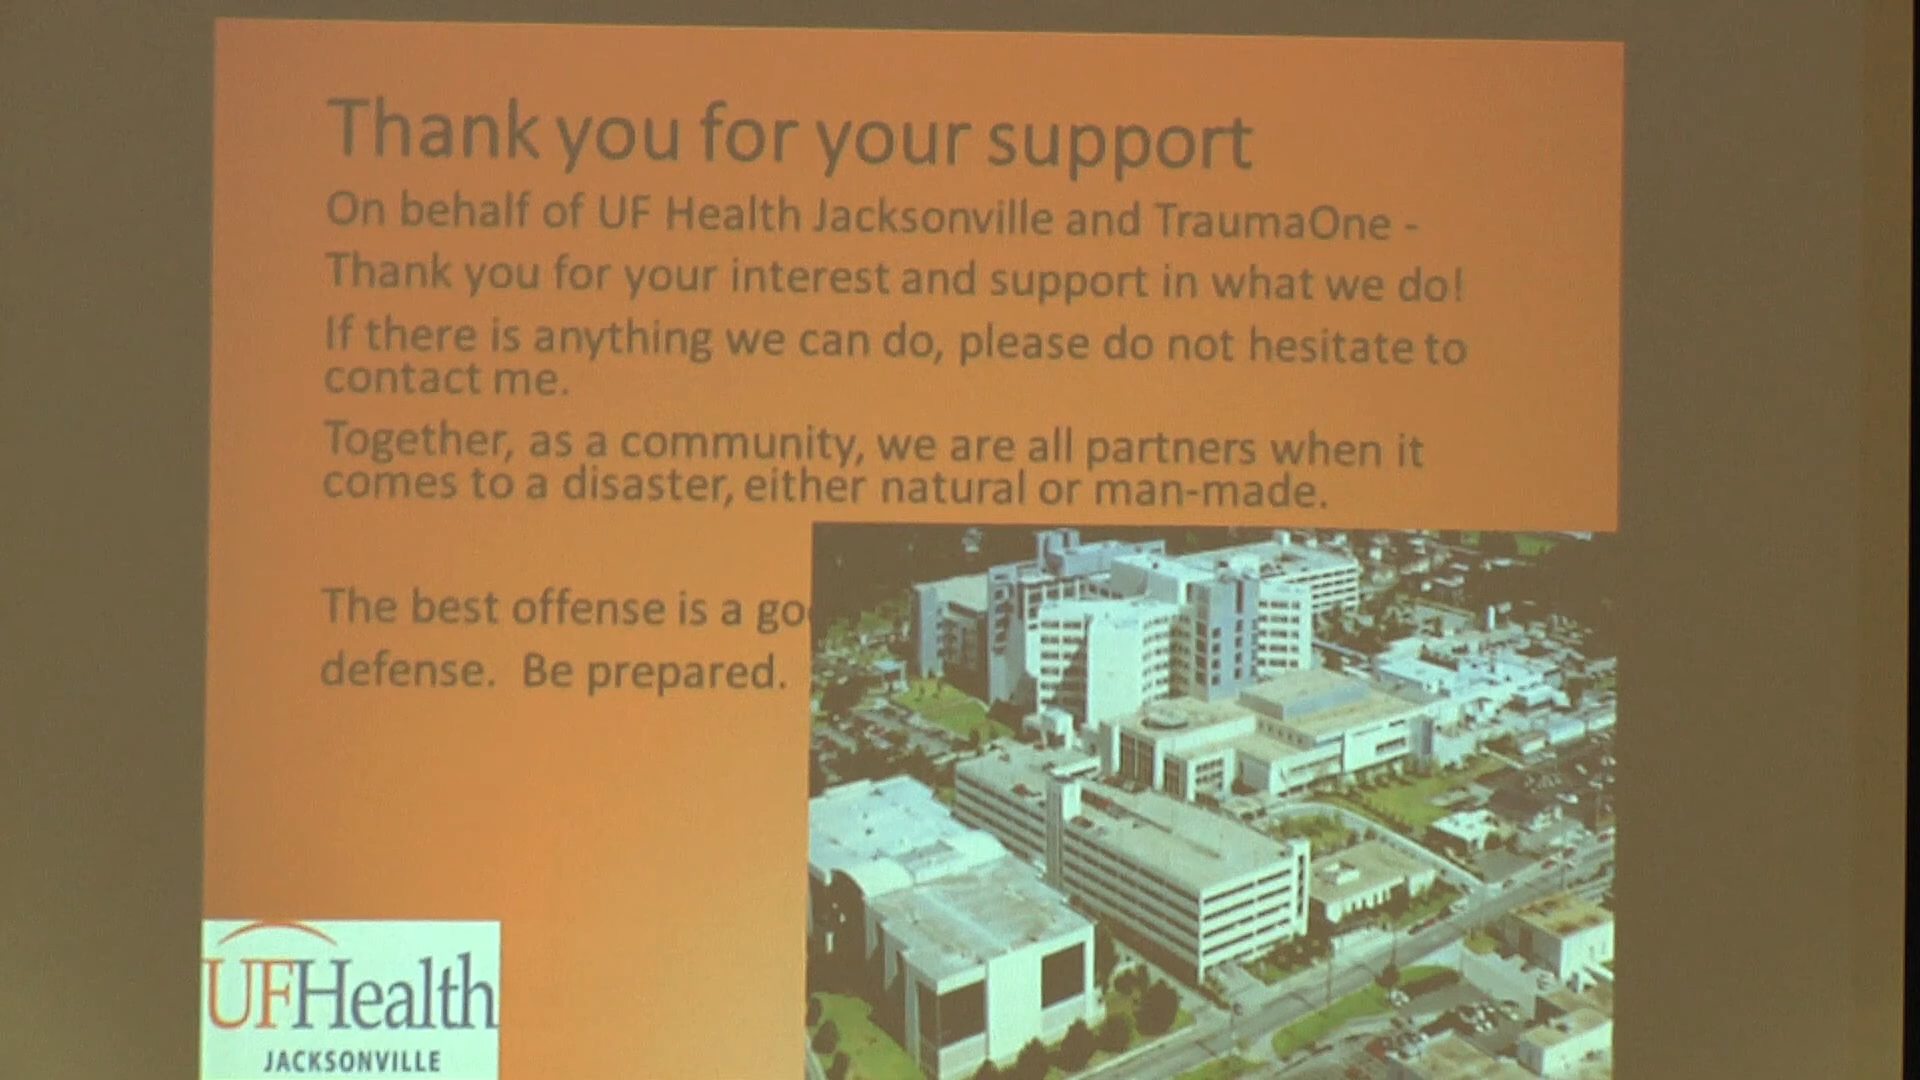 Thank you for your support
On behalf of UF Health Jacksonville and TraumaOne -
Thank you for your interest and support in what we do!
If there is anything we can do, please do not hesitate to
contact me.
Together, as a community, we are all partners when it
comes to a disaster, either natural or man-made.
The best offense is a go
defense. Be prepared.
UFHealth
JACKSONVILLE